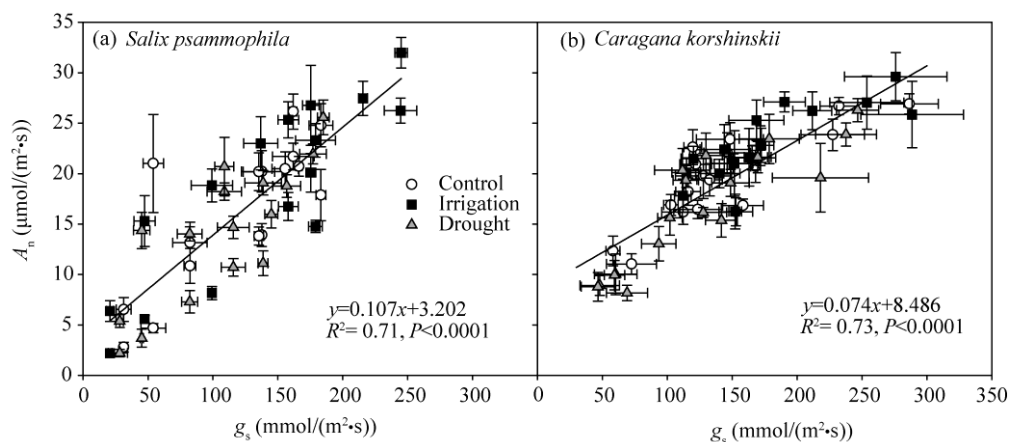 (a) Salix psammophila
(b) Caragana korshinskii
35
30
25
20
15
10
5
0
Aₙ (μmol/(m²•s))
Control
Irrigation
Drought
Control
Irrigation
Drought
y=0.107x+3.202
R²= 0.71, P<0.0001
y=0.074x+8.486
R²= 0.73, P<0.0001
0 50 100 150 200 250 300
0 50 100 150 200 250 300 350
gₛ (mmol/(m²•s))
gₛ (mmol/(m²•s))